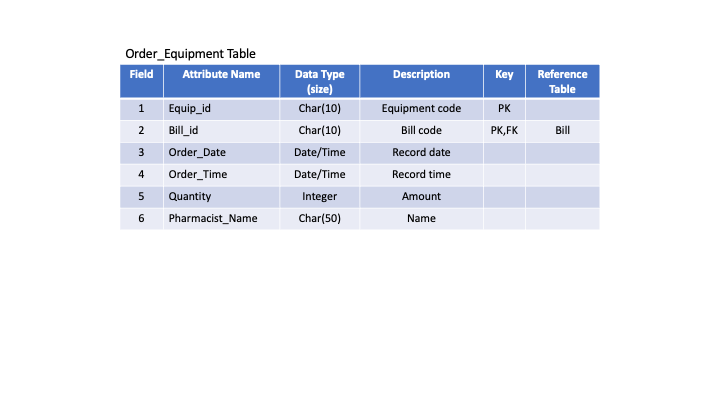 Order_Equipment Table
Field Attribute Name Data Type (size) Description Key Reference Table
1 Equip_id Char(10) Equipment code PK
2 Bill_id Char(10) Bill code PK,FK Bill
3 Order_Date Date/Time Record date
4 Order_Time Date/Time Record time
5 Quantity Integer Amount
6 Pharmacist_Name Char(50) Name